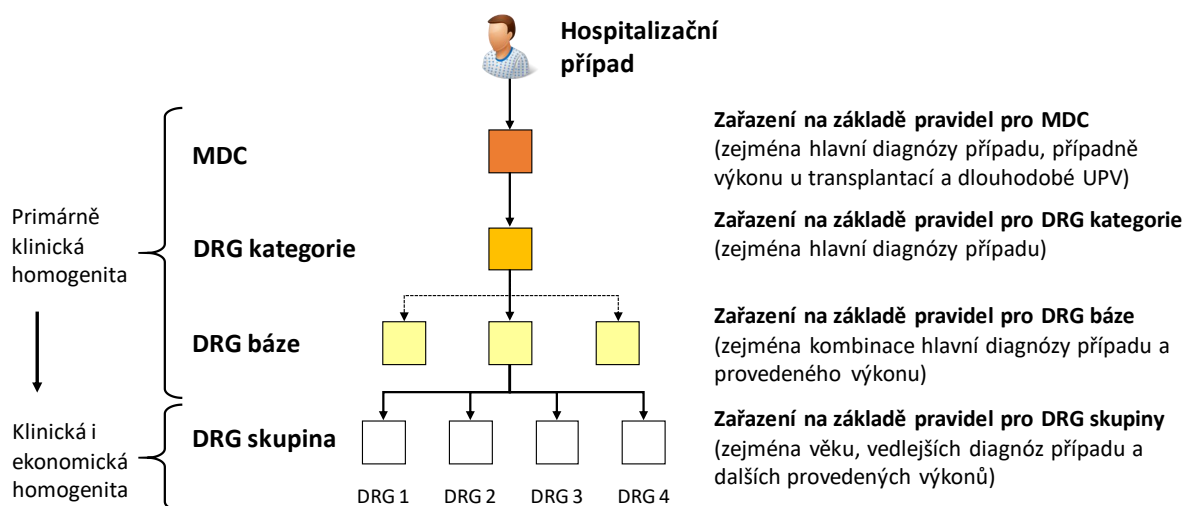 Hospitalizační
případ
MDC
Zařazení na základě pravidel pro MDC
(zejména hlavní diagnózy případu, případně
výkonu u transplantací a dlouhodobé UPV)
Primárně
klinická
homogenita
DRG kategorie
Zařazení na základě pravidel pro DRG kategorie
(zejména hlavní diagnózy případu)
DRG báze
Zařazení na základě pravidel pro DRG báze
(zejména kombinace hlavní diagnózy případu a
provedeného výkonu)
Klinická i
ekonomická
homogenita
DRG skupina
Zařazení na základě pravidel pro DRG skupiny
(zejména věku, vedlejších diagnóz případu a
dalších provedených výkonů)
DRG 1 DRG 2 DRG 3 DRG 4